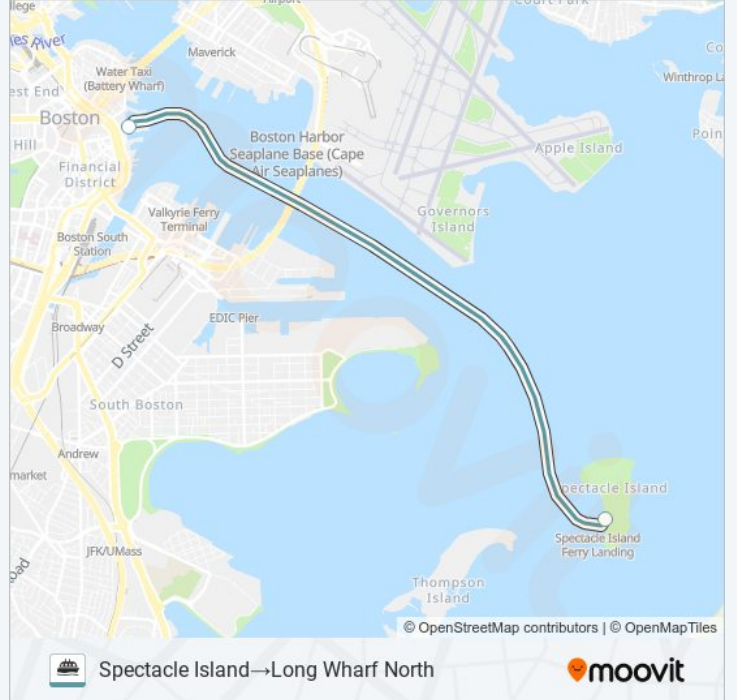 llege
les River
Airport
Court Park
Maverick
Co
Water Taxi
(Battery Wharf)
Winthrop La
est End
Boston
Hill
Boston Harbor
Seaplane Base (Cape
Air Seaplanes)
Apple Island
Poin
Financial
District
Valkyrie Ferry
Terminal
Governors
Island
Boston South
Station
EDIC Pier
Broadway
D Street
South Boston
Andrew
market
Spectacle Island
Spectacle Island
Ferry Landing
JFK/UMass
oad
Thompson
Island
© OpenStreetMap contributors | © OpenMapTiles
Spectacle Island→Long Wharf North
moovit